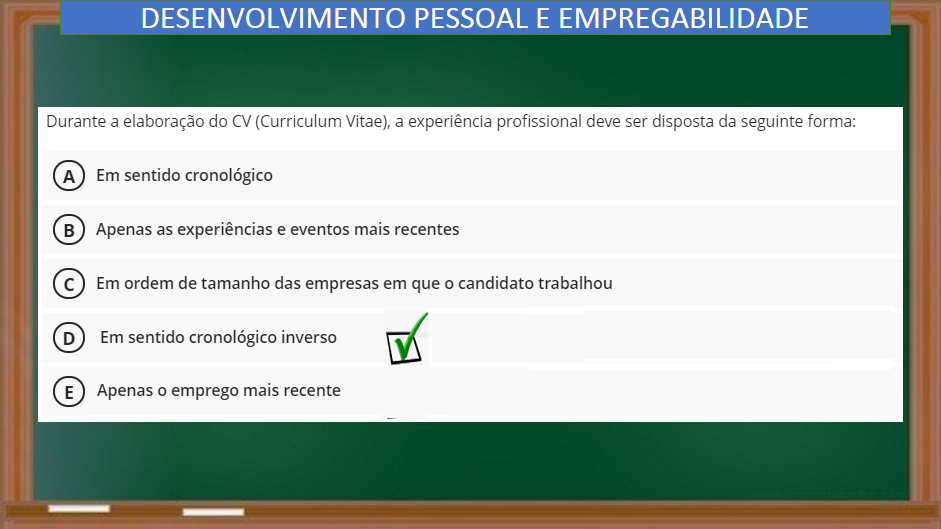 DESENVOLVIMENTO PESSOAL E EMPREGABILIDADE
Durante a elaboração do CV (Curriculum Vitae), a experiência profissional deve ser disposta da seguinte forma:
A Em sentido cronológico
B Apenas as experiências e eventos mais recentes
C Em ordem de tamanho das empresas em que o candidato trabalhou
D Em sentido cronológico inverso
E Apenas o emprego mais recente